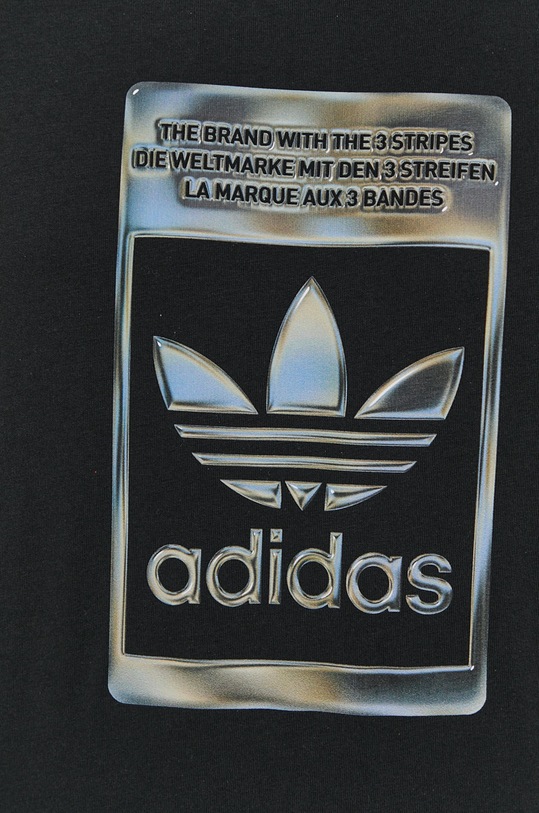 THE BRAND WITH THE 3 STRIPES
DIE WELTMARKE MIT DEN 3 STREIFEN
LA MARQUE AUX 3 BANDES
adidas